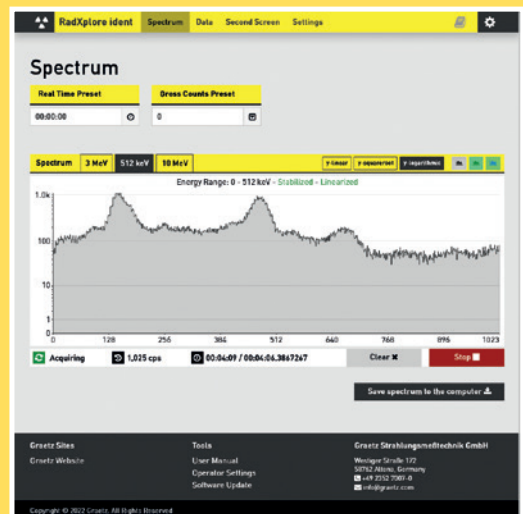 RadXplore ident Spectrum Data Second Screen Settings
Spectrum
Real Time Preset Gross Counts Preset
00:00:00 0
Spectrum 3 MeV 512 keV 10 MeV y-linear y-squareroot y-logarithmic
Energy Range: 0 - 512 keV - Stabilized - Linearized
1.0k
100
10
1
0
0 128 256 384 512 640 768 896 1023
Acquiring 1,025 cps 00:04:09 / 00:04:06.3867267 Clear Stop
Save spectrum to the computer
Graetz Sites Tools Graetz Strahlungsmeßtechnik GmbH
Graetz Website User Manual Westiger Straße 172
Operator Settings 58762 Altena, Germany
Software Update +49 2352 7007-0
info@graetz.com
Copyright © 2022 Graetz. All Rights Reserved